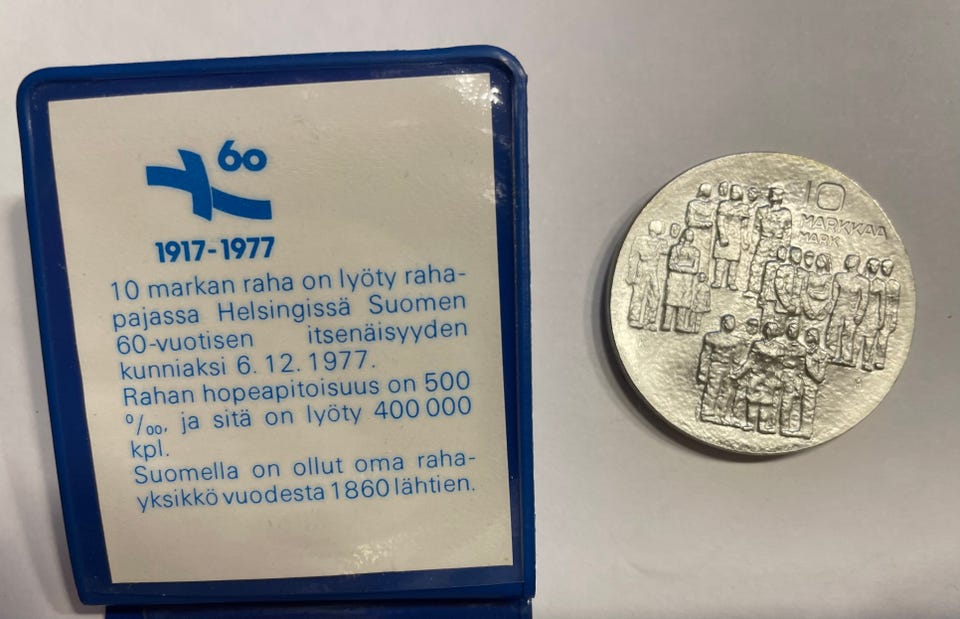 60
1917-1977
10 markan raha on lyöty raha-
pajassa Helsingissä Suomen
60-vuotisen itsenäisyyden
kunniaksi 6. 12. 1977.
Rahan hopeapitoisuus on 500
⁰/₀₀, ja sitä on lyöty 400 000
kpl.
Suomella on ollut oma raha-
yksikkö vuodesta 1860 lähtien.
10
MARKKAA
MARK